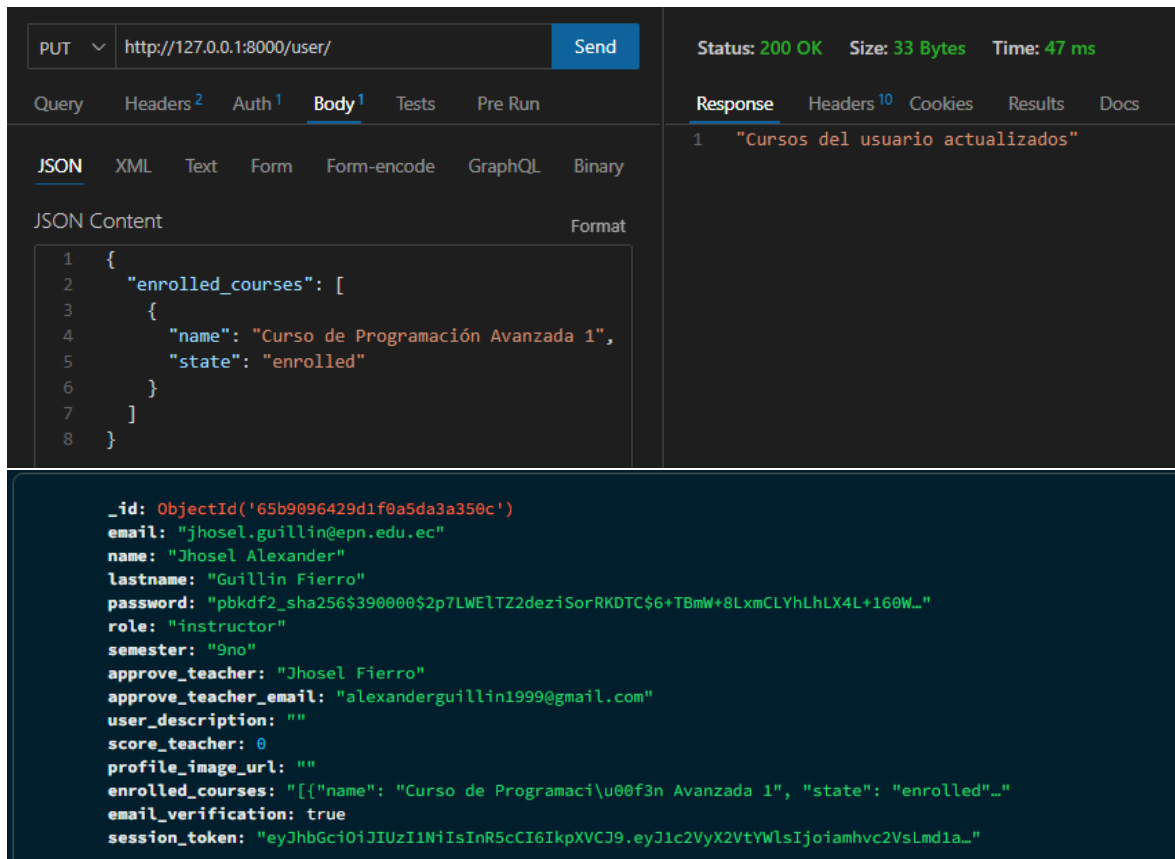 PUT http://127.0.0.1:8000/user/ Send
Query Headers 2 Auth 1 Body 1 Tests Pre Run
JSON XML Text Form Form-encode GraphQL Binary
JSON Content Format
1 {
2 "enrolled_courses": [
3 {
4 "name": "Curso de Programación Avanzada 1",
5 "state": "enrolled"
6 }
7 ]
8 }
Status: 200 OK Size: 33 Bytes Time: 47 ms
Response Headers 10 Cookies Results Docs
1 "Cursos del usuario actualizados"
_id: ObjectId('65b9096429d1f0a5da3a350c')
email: "jhosel.guillin@epn.edu.ec"
name: "Jhosel Alexander"
lastname: "Guillin Fierro"
password: "pbkdf2_sha256$390000$2p7LWElTZ2deziSorRKDTC$6+TBmW+8LxmCLYhLhLX4L+160W…"
role: "instructor"
semester: "9no"
approve_teacher: "Jhosel Fierro"
approve_teacher_email: "alexanderguillin1999@gmail.com"
user_description: ""
score_teacher: 0
profile_image_url: ""
enrolled_courses: "[{"name": "Curso de Programaci\u00f3n Avanzada 1", "state": "enrolled"…"
email_verification: true
session_token: "eyJhbGciOiJIUzI1NiIsInR5cCI6IkpXVCJ9.eyJ1c2VyX2VtYWlsIjoiamhvc2VsLmd1a…"